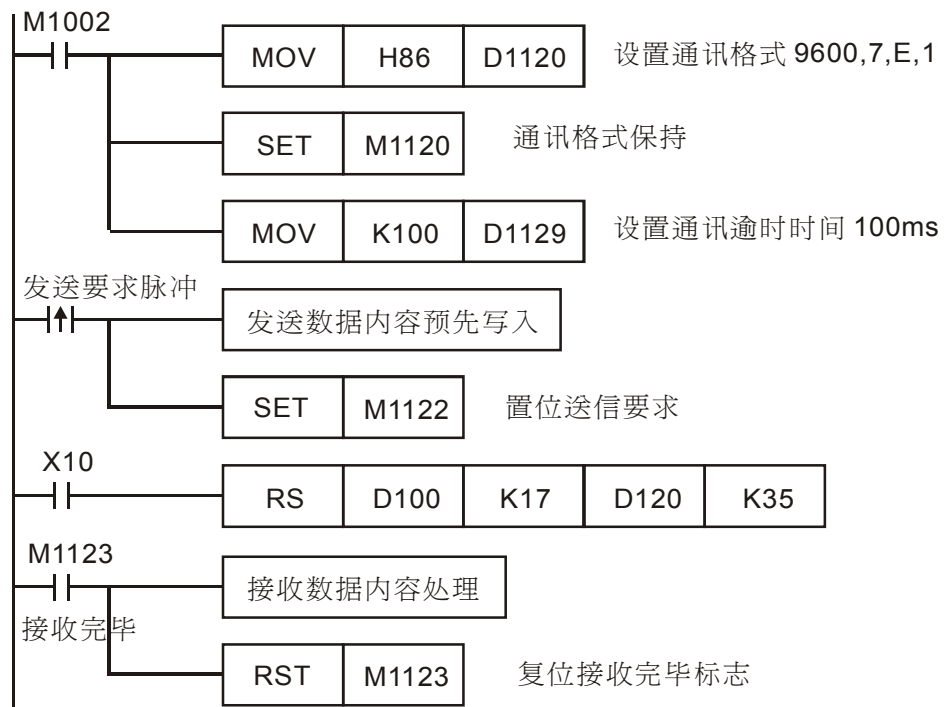 M1002
MOV H86 D1120 设置通讯格式 9600,7,E,1
SET M1120 通讯格式保持
MOV K100 D1129 设置通讯逾时时间 100ms
发送要求脉冲
发送数据内容预先写入
SET M1122 置位送信要求
X10
RS D100 K17 D120 K35
M1123
接收数据内容处理
接收完毕
RST M1123 复位接收完毕标志